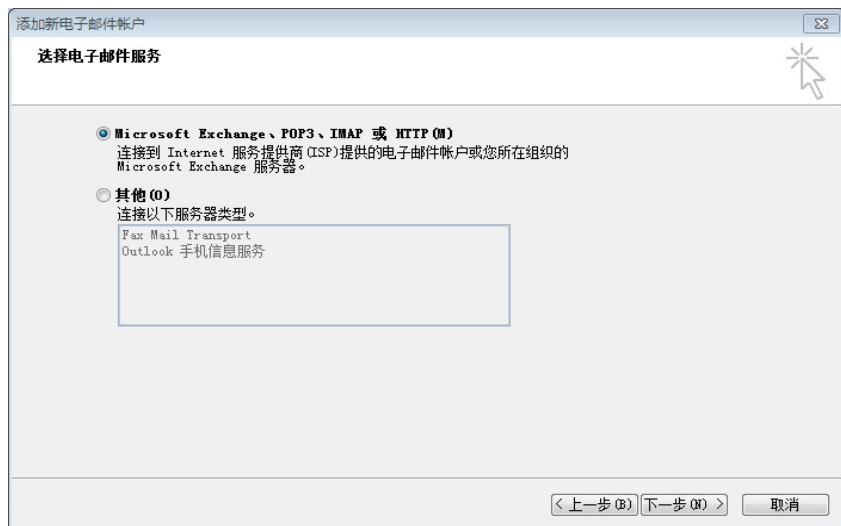 添加新电子邮件帐户
选择电子邮件服务
Microsoft Exchange、POP3、IMAP 或 HTTP(M)
连接到 Internet 服务提供商(ISP)提供的电子邮件帐户或您所在组织的
Microsoft Exchange 服务器。
其他(O)
连接以下服务器类型。
Fax Mail Transport
Outlook 手机信息服务
< 上一步(B) 下一步(N) > 取消